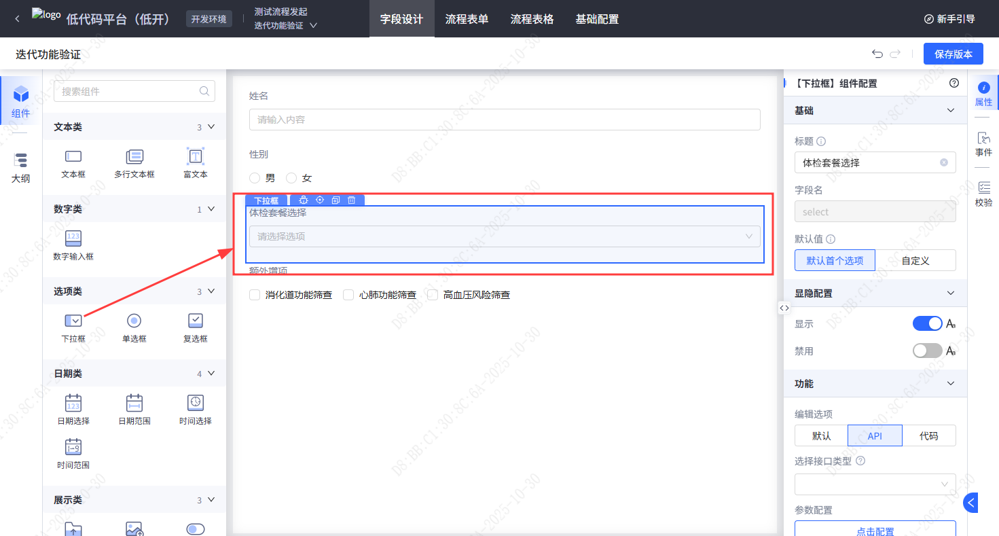 logo 低代码平台（低开） 开发环境 测试流程发起
迭代功能验证
字段设计 流程表单 流程表格 基础配置 新手引导
迭代功能验证 保存版本
组件
大纲
搜索组件
文本类 3
文本框 多行文本框 富文本
数字类 1
123
数字输入框
选项类 3
下拉框 单选框 复选框
日期类 4
123
日期选择 日期范围 时间选择
1-9
时间范围
展示类 3
姓名
请输入内容
性别
男 女
下拉框
体检套餐选择
请选择选项
额外增项
消化道功能筛查 心肺功能筛查 高血压风险筛查
【下拉框】组件配置
基础
标题
体检套餐选择
字段名
select
默认值
默认首个选项 自定义
显隐配置
显示
禁用
功能
编辑选项
默认 API 代码
选择接口类型
参数配置
点击配置
属性
事件
校验
D8:BB:C1:30:8C:6A-2025-10-30